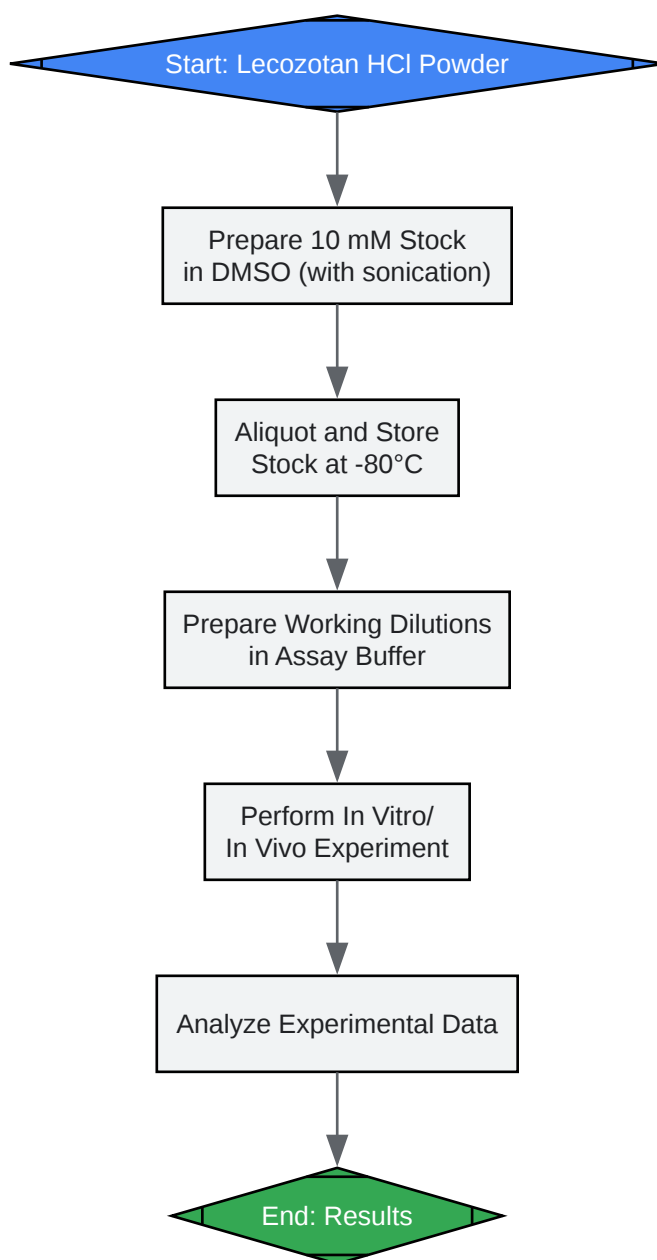 Start: Lecozotan HCl Powder
Prepare 10 mM Stock
in DMSO (with sonication)
Aliquot and Store
Stock at -80°C
Prepare Working Dilutions
in Assay Buffer
Perform In Vitro/
In Vivo Experiment
Analyze Experimental Data
End: Results